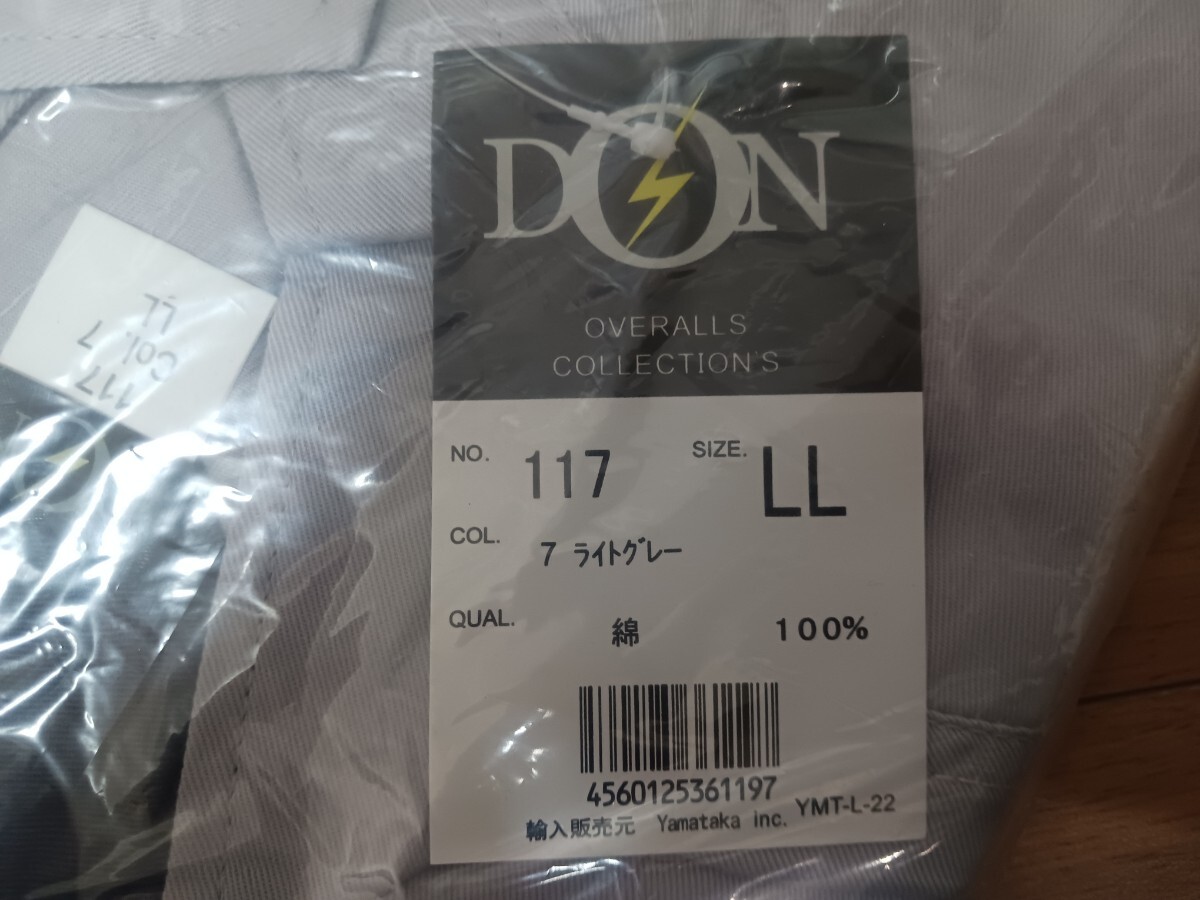 DON
OVERALLS
COLLECTION'S
NO. 117 SIZE. LL
COL. 7 ライトグレー
QUAL. 綿 100%
4560125361197
輸入販売元 Yamataka inc. YMT-L-22
117
Col. 7
LL